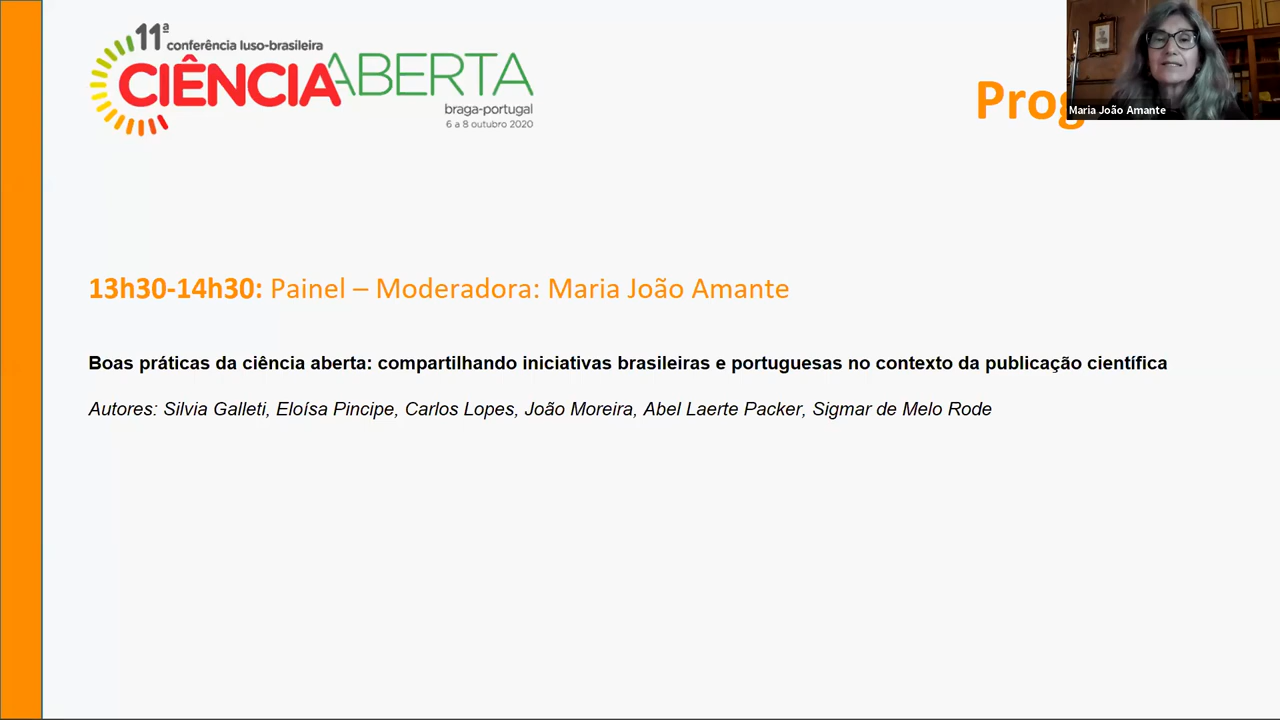 11ª conferência luso-brasileira
CIÊNCIA ABERTA
braga-portugal
6 a 8 outubro 2020
Maria João Amante
13h30-14h30: Painel – Moderadora: Maria João Amante
Boas práticas da ciência aberta: compartilhando iniciativas brasileiras e portuguesas no contexto da publicação científica
Autores: Silvia Galleti, Eloísa Pincipe, Carlos Lopes, João Moreira, Abel Laerte Packer, Sigmar de Melo Rode